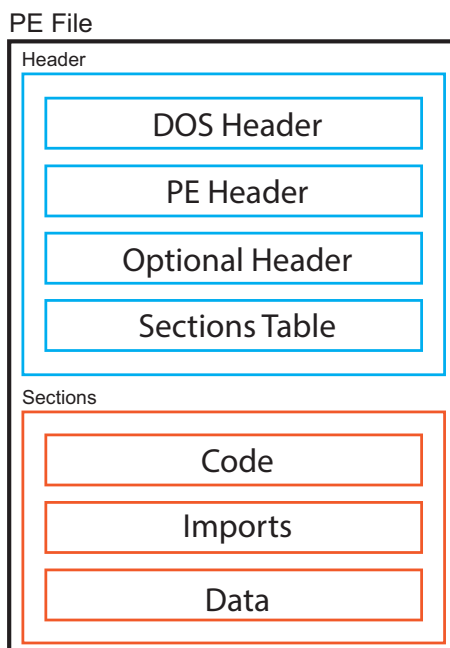 PE File
Header
DOS Header
PE Header
Optional Header
Sections Table
Sections
Code
Imports
Data